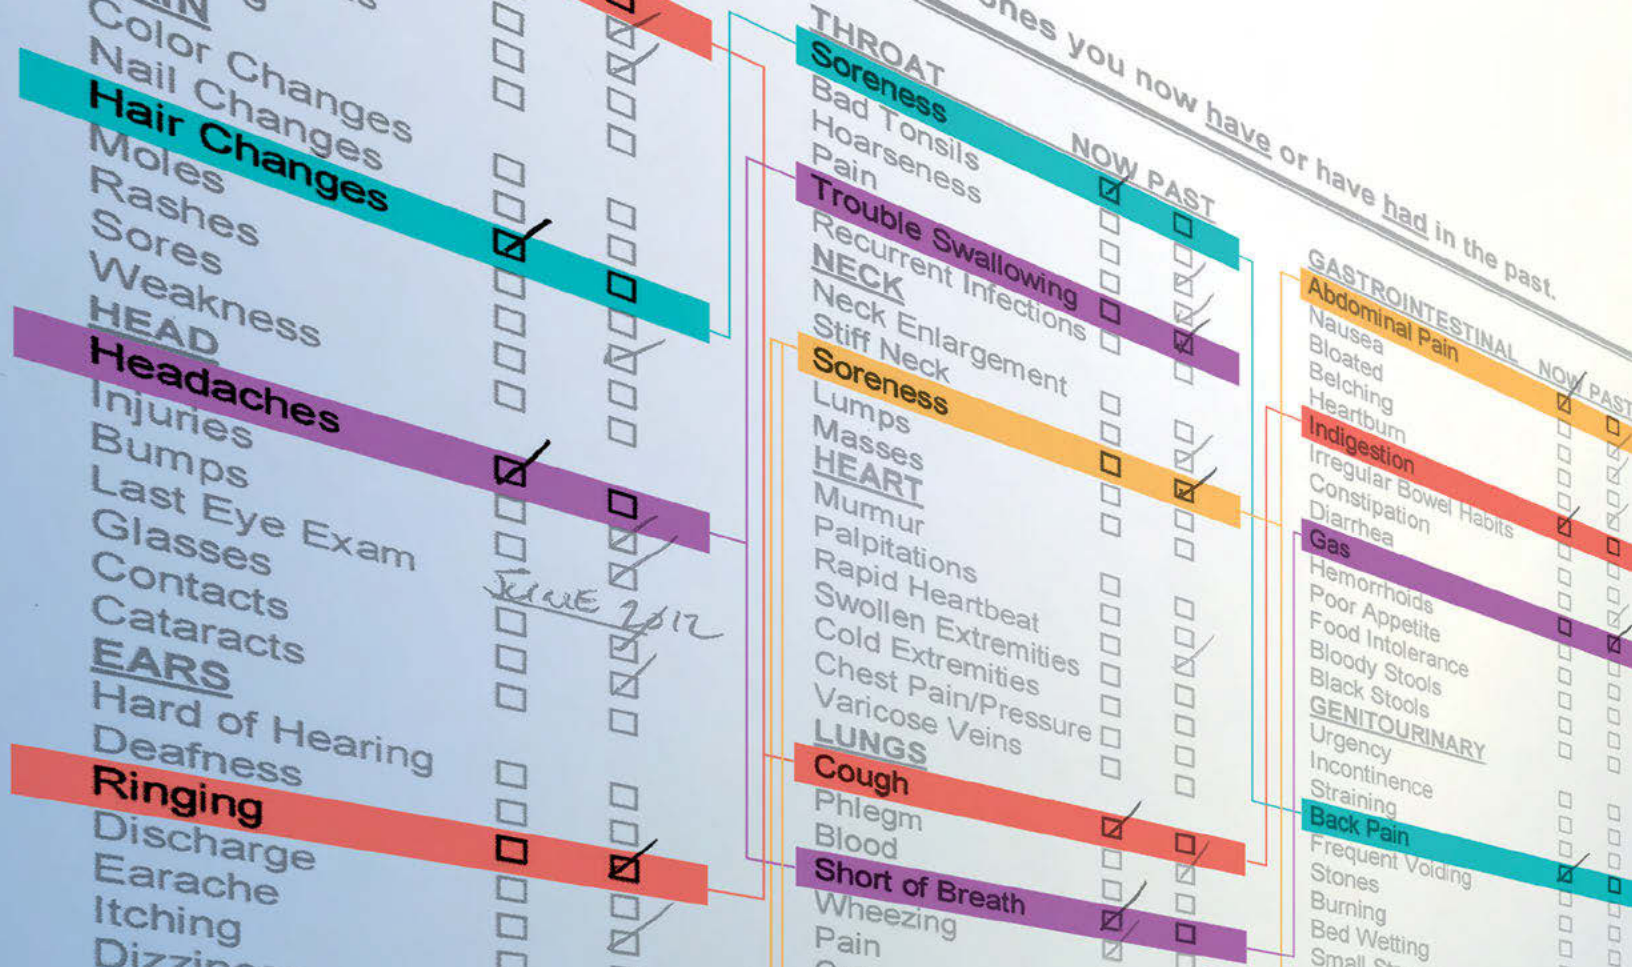 Color Changes
Nail Changes
Hair Changes
Moles
Rashes
Sores
Weakness
HEAD
Headaches
Injuries
Bumps
Last Eye Exam
JUNE 2012
Glasses
Contacts
Cataracts
EARS
Hard of Hearing
Deafness
Ringing
Discharge
Earache
Itching
you now have or have had in the past.
THROAT
NOW PAST
Soreness
Bad Tonsils
Hoarseness
Pain
Trouble Swallowing
Recurrent Infections
NECK
Neck Enlargement
Stiff Neck
Soreness
Lumps
Masses
HEART
Murmur
Palpitations
Rapid Heartbeat
Swollen Extremities
Cold Extremities
Chest Pain/Pressure
Varicose Veins
LUNGS
Cough
Phlegm
Blood
Short of Breath
Wheezing
Pain
GASTROINTESTINAL
NOW PAST
Abdominal Pain
Nausea
Bloated
Belching
Heartburn
Indigestion
Irregular Bowel Habits
Constipation
Diarrhea
Gas
Hemorrhoids
Poor Appetite
Food Intolerance
Bloody Stools
Black Stools
GENITOURINARY
Urgency
Incontinence
Straining
Back Pain
Frequent Voiding
Stones
Burning
Bed Wetting
Small